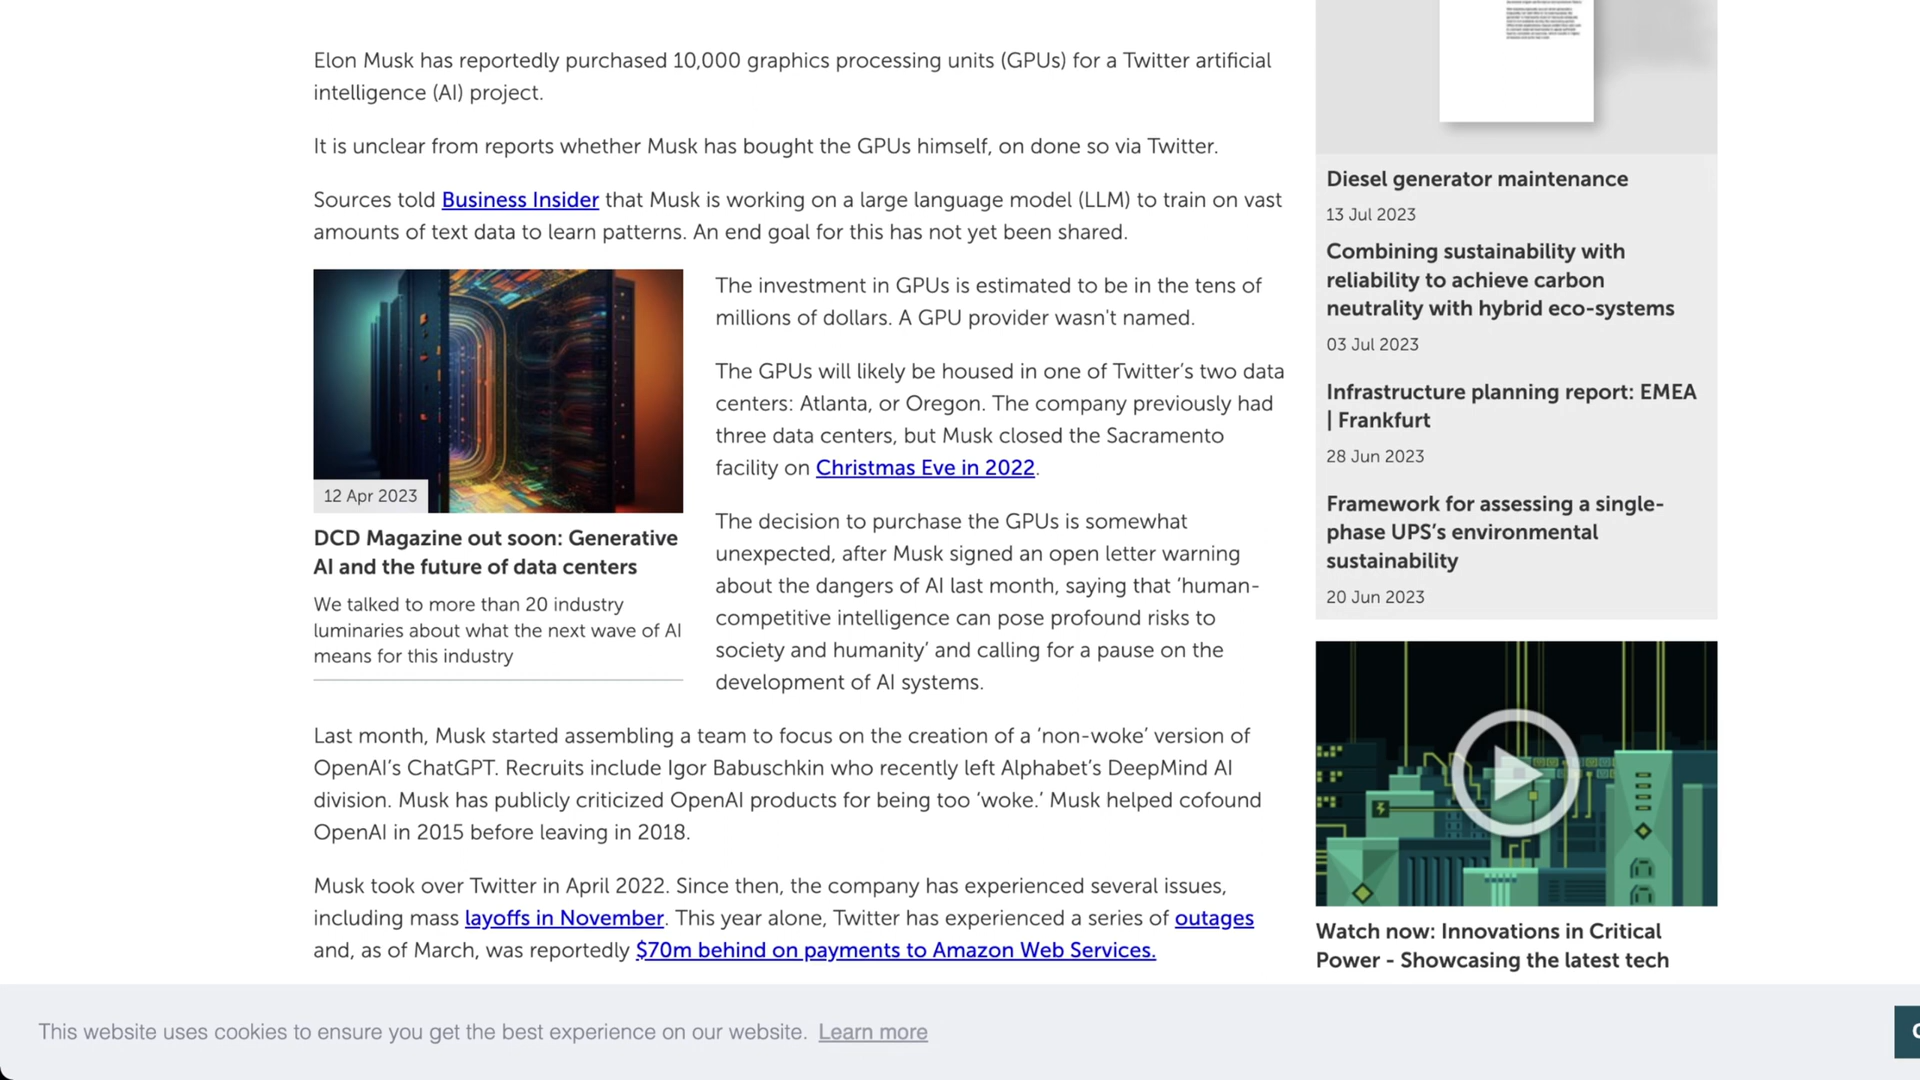 Elon Musk has reportedly purchased 10,000 graphics processing units (GPUs) for a Twitter artificial
intelligence (AI) project.
It is unclear from reports whether Musk has bought the GPUs himself, on done so via Twitter.
Sources told Business Insider that Musk is working on a large language model (LLM) to train on vast
amounts of text data to learn patterns. An end goal for this has not yet been shared.
12 Apr 2023
DCD Magazine out soon: Generative
AI and the future of data centers
We talked to more than 20 industry
luminaries about what the next wave of AI
means for this industry
The investment in GPUs is estimated to be in the tens of
millions of dollars. A GPU provider wasn't named.
The GPUs will likely be housed in one of Twitter’s two data
centers: Atlanta, or Oregon. The company previously had
three data centers, but Musk closed the Sacramento
facility on Christmas Eve in 2022.
The decision to purchase the GPUs is somewhat
unexpected, after Musk signed an open letter warning
about the dangers of AI last month, saying that ‘human-
competitive intelligence can pose profound risks to
society and humanity’ and calling for a pause on the
development of AI systems.
Last month, Musk started assembling a team to focus on the creation of a ‘non-woke’ version of
OpenAI’s ChatGPT. Recruits include Igor Babuschkin who recently left Alphabet’s DeepMind AI
division. Musk has publicly criticized OpenAI products for being too ‘woke.’ Musk helped cofound
OpenAI in 2015 before leaving in 2018.
Musk took over Twitter in April 2022. Since then, the company has experienced several issues,
including mass layoffs in November. This year alone, Twitter has experienced a series of outages
and, as of March, was reportedly $70m behind on payments to Amazon Web Services.
Diesel generator maintenance
13 Jul 2023
Combining sustainability with
reliability to achieve carbon
neutrality with hybrid eco-systems
03 Jul 2023
Infrastructure planning report: EMEA
| Frankfurt
28 Jun 2023
Framework for assessing a single-
phase UPS’s environmental
sustainability
20 Jun 2023
Watch now: Innovations in Critical
Power - Showcasing the latest tech
This website uses cookies to ensure you get the best experience on our website. Learn more